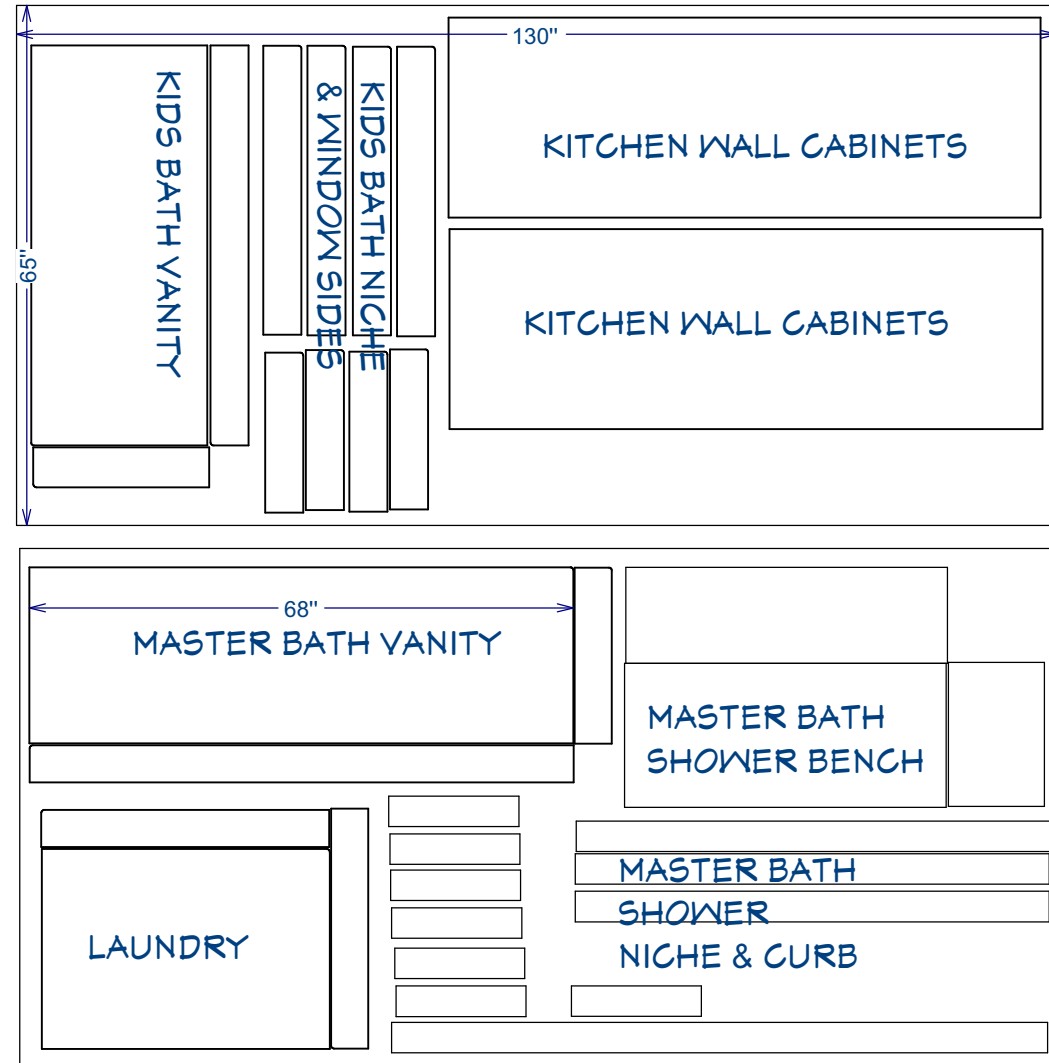 130"
65"
KIDS BATH VANITY
KIDS BATH NICHE
& WINDOW SIDES
KITCHEN WALL CABINETS
KITCHEN WALL CABINETS
68"
MASTER BATH VANITY
MASTER BATH
SHOWER BENCH
LAUNDRY
MASTER BATH
SHOWER
NICHE & CURB